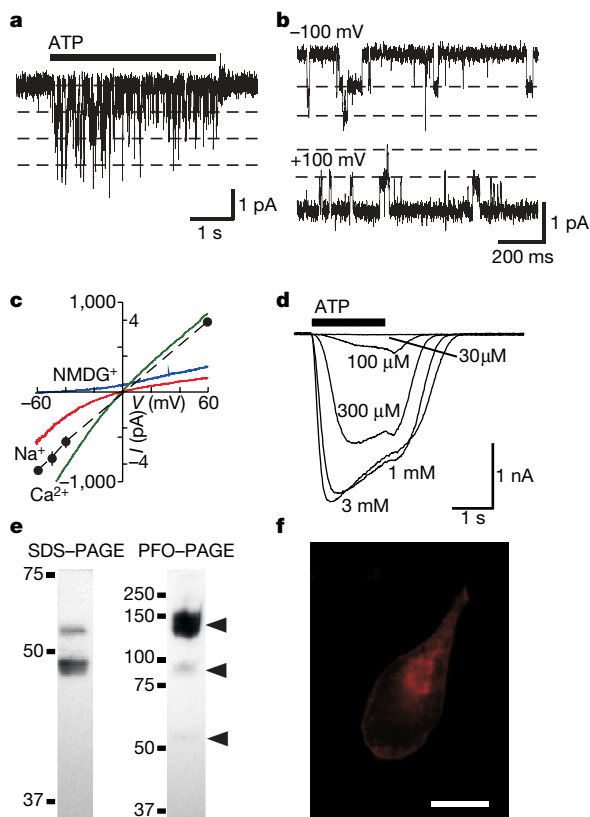 a
ATP
1 pA
1 s
b
−100 mV
+100 mV
1 pA
200 ms
c
1,000
4
NMDG⁺
−60
V (mV)
60
I (pA)
Na⁺
−4
−1,000
Ca²⁺
d
ATP
30 µM
100 µM
300 µM
1 mM
3 mM
1 nA
1 s
e
SDS–PAGE
PFO–PAGE
75
50
37
250
150
100
75
50
37
f